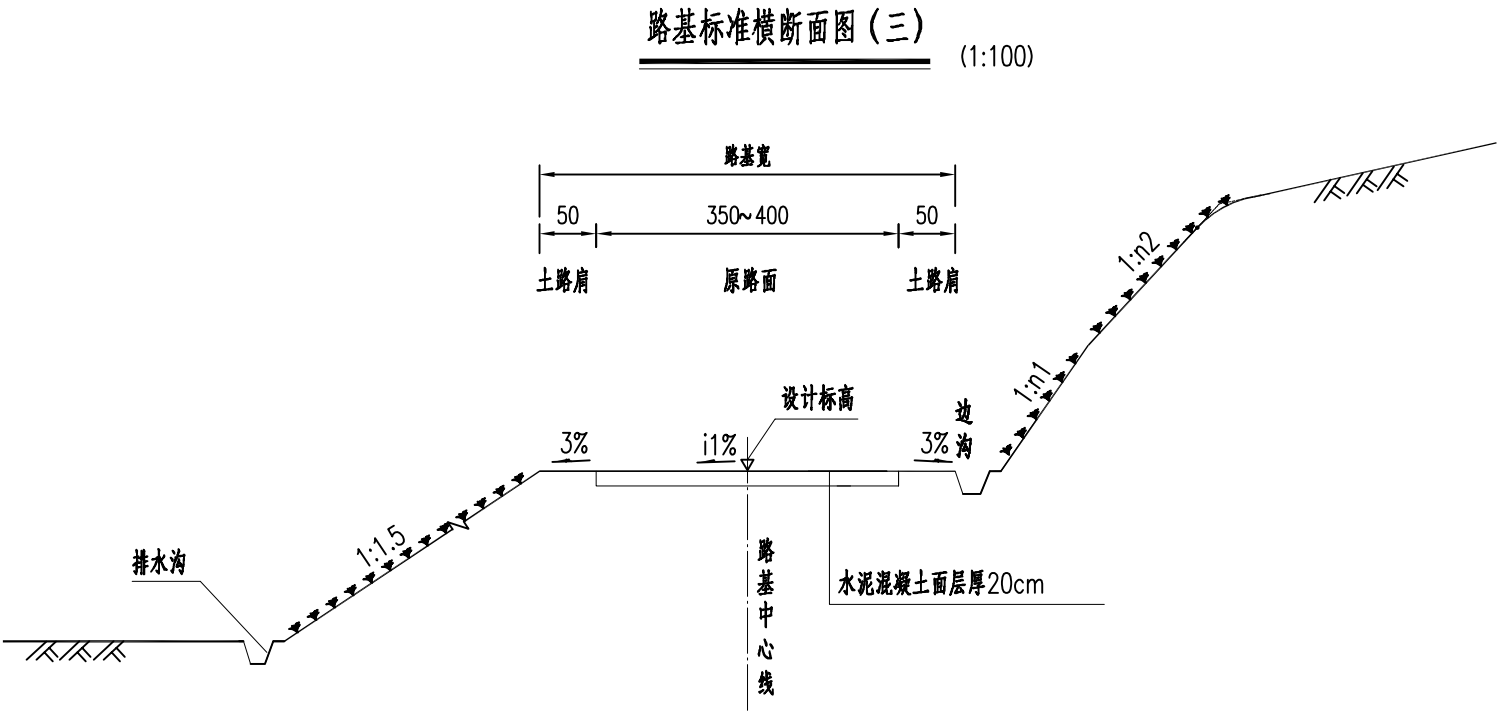 路基标准横断面图（三）
(1:100)
路基宽
50
350~400
50
土路肩
原路面
土路肩
1:n2
1:n1
设计标高
边沟
3%
i1%
3%
1:1.5
排水沟
路基中心线
水泥混凝土面层厚20cm